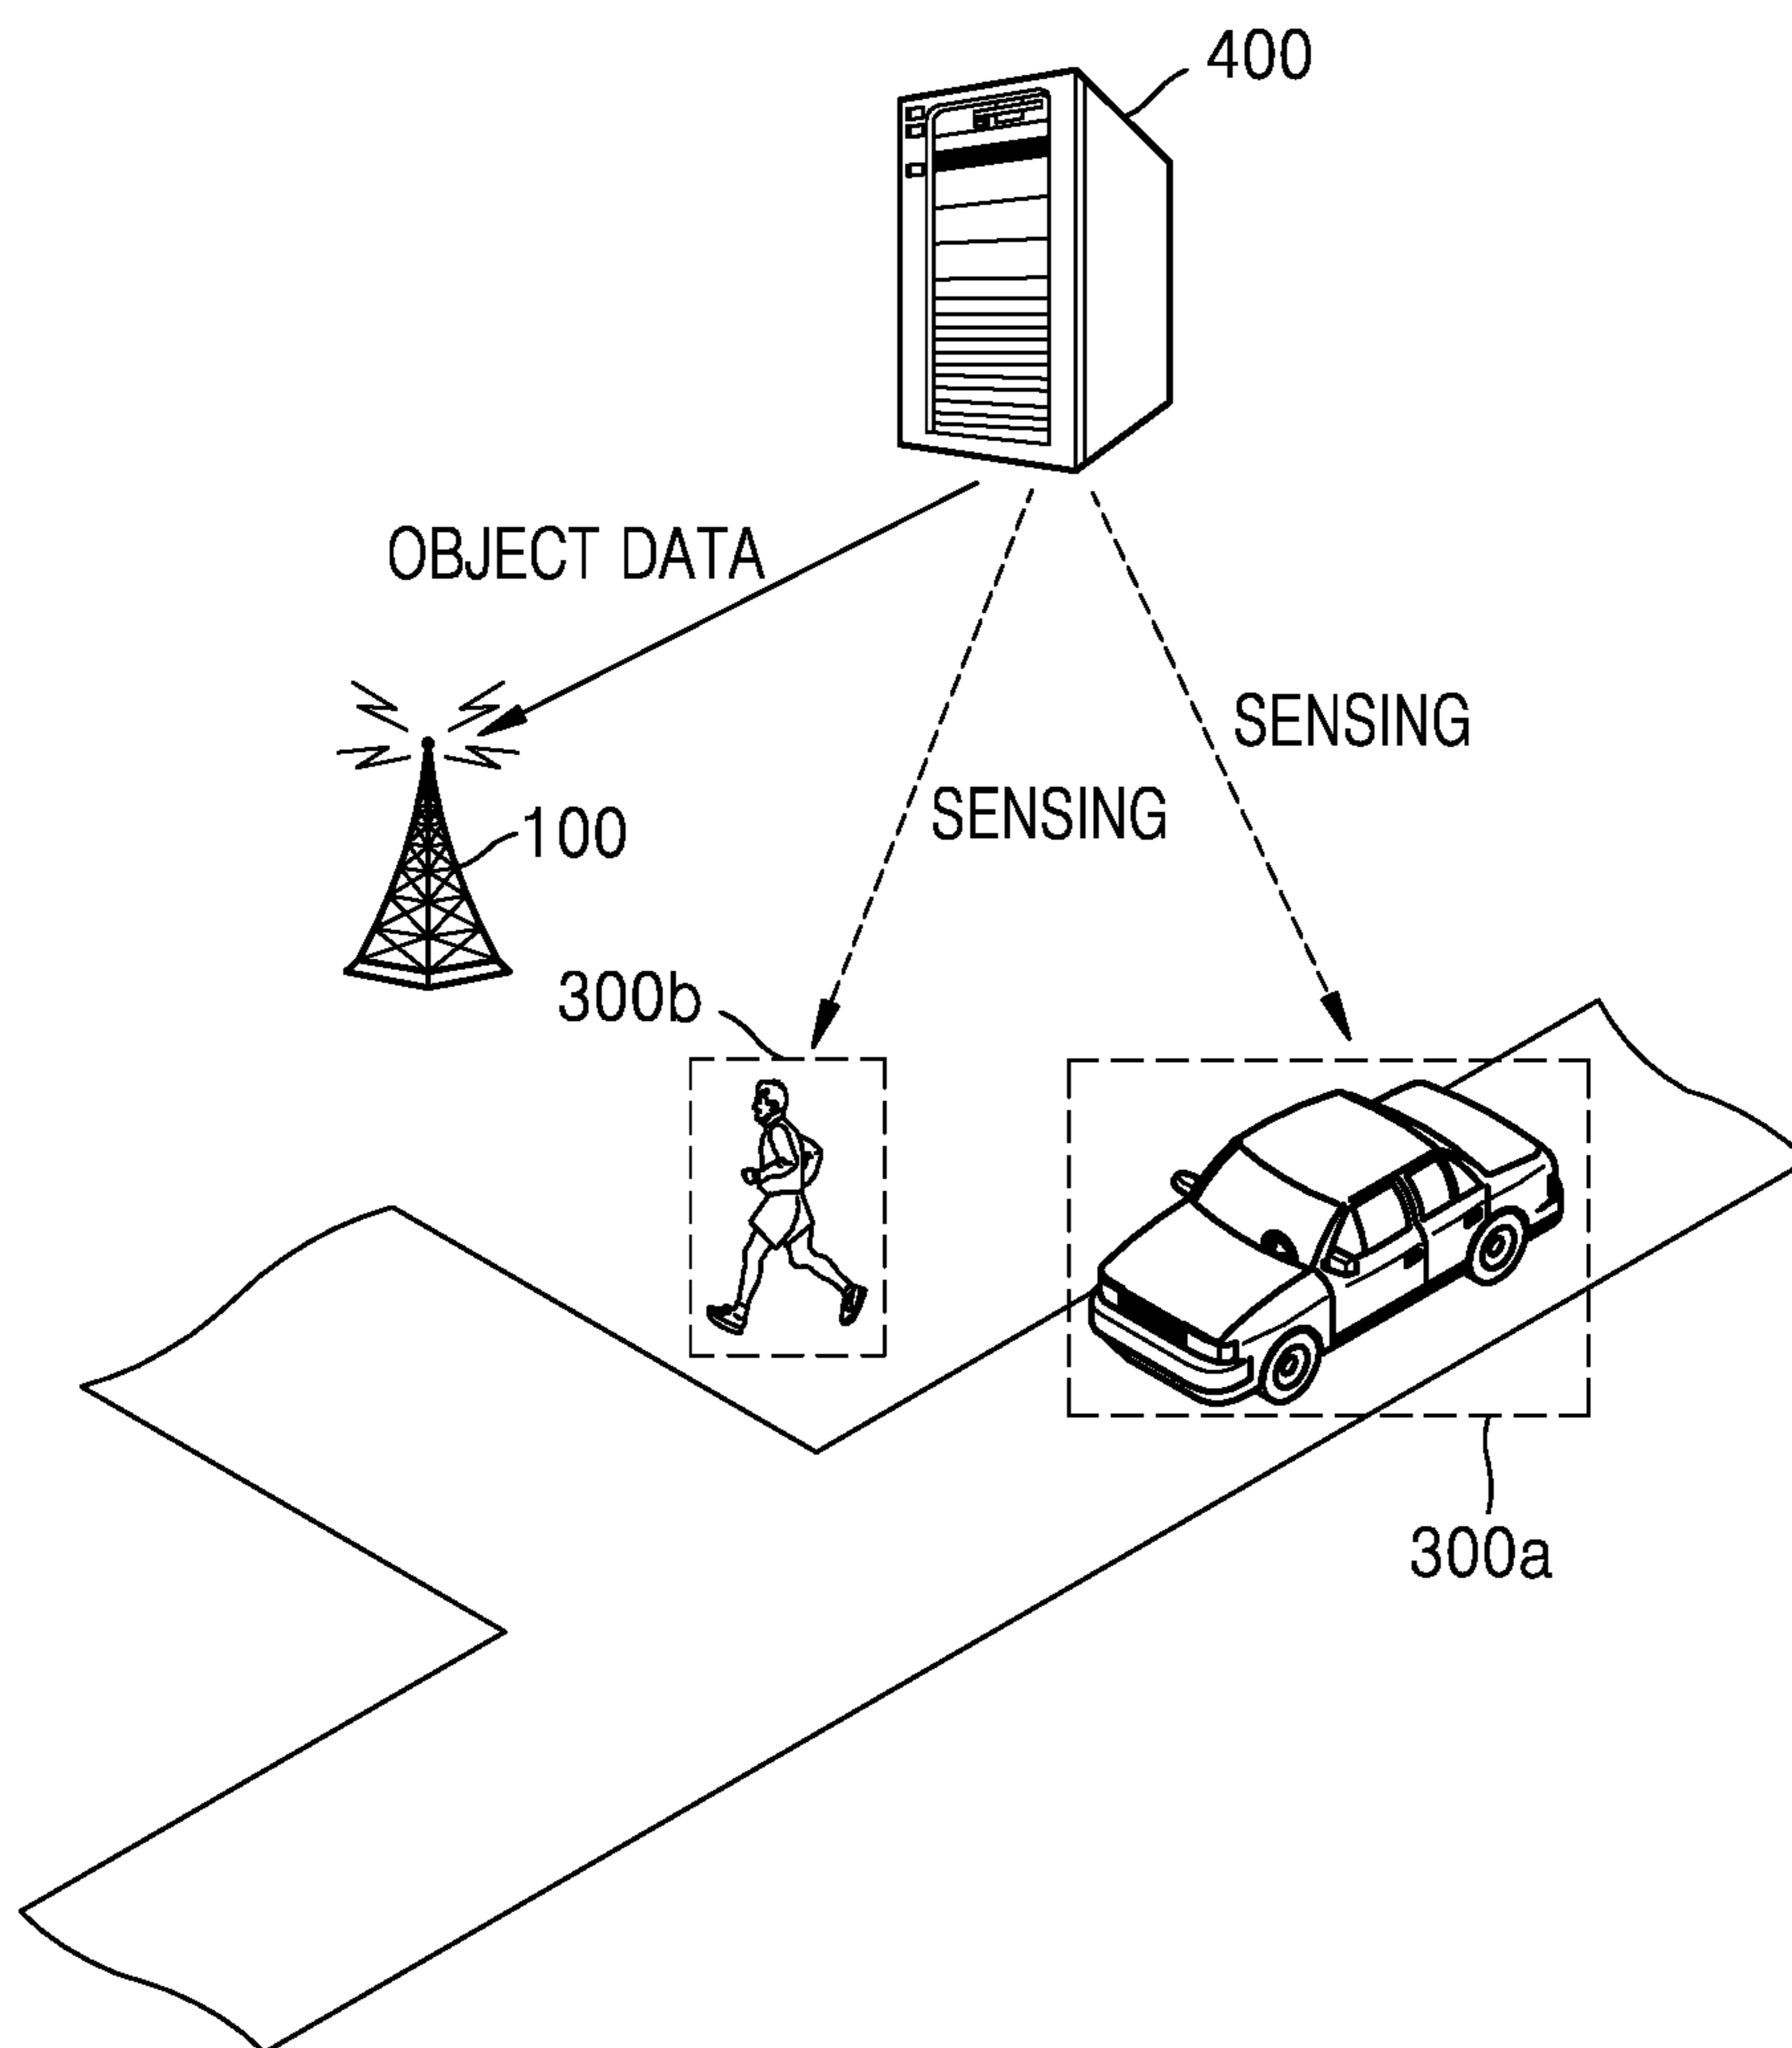 400
OBJECT DATA
SENSING
SENSING
100
300b
300a